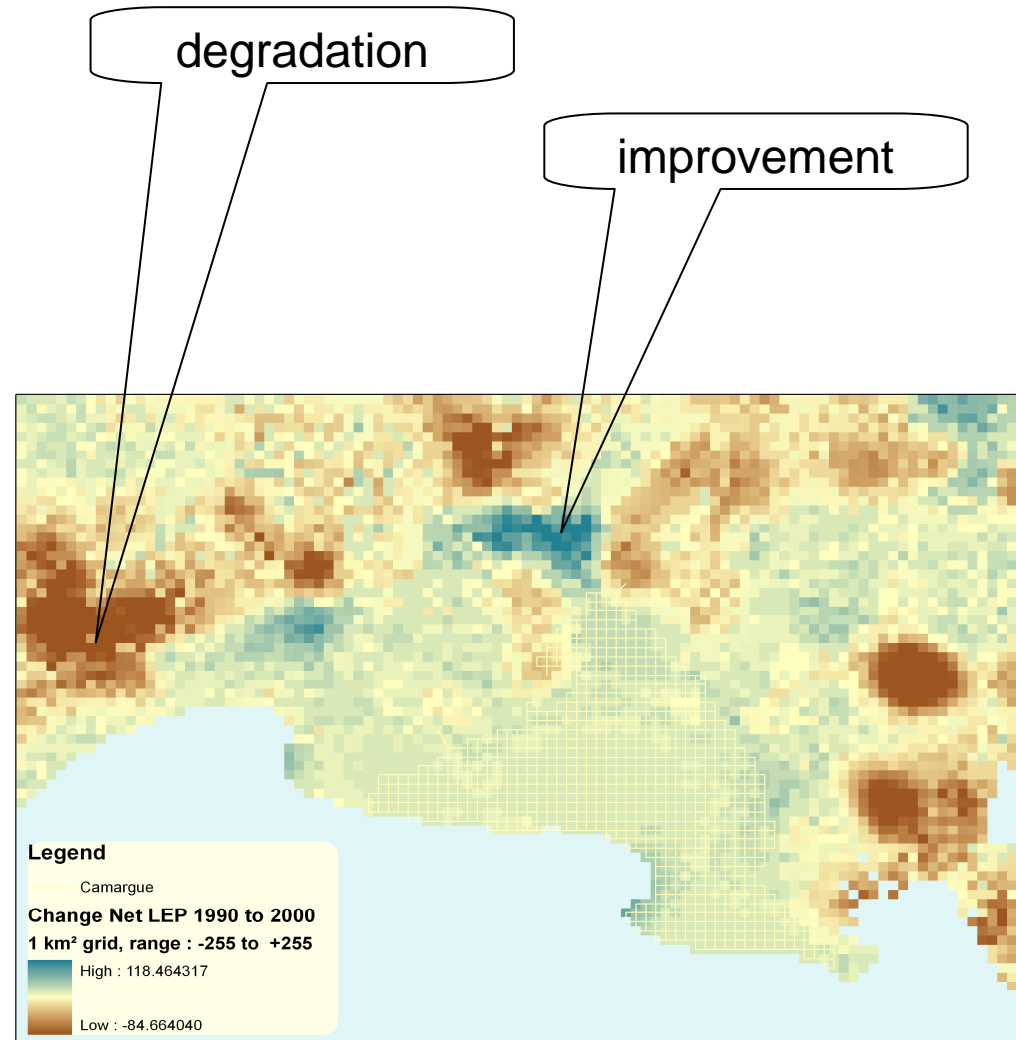 degradation
improvement
Legend
Camargue
Change Net LEP 1990 to 2000
1 km² grid, range : -255 to +255
High : 118.464317
Low : -84.664040